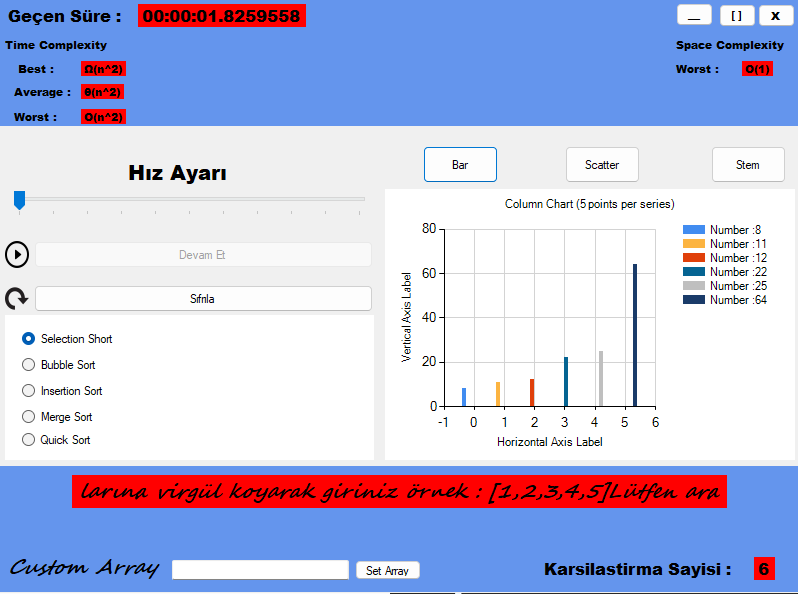 Geçen Süre : 00:00:01.8259558
__ [ ] X
Time Complexity
Best : Ω(n^2)
Average : θ(n^2)
Worst : O(n^2)
Space Complexity
Worst : O(1)
Hız Ayarı
Devam Et
Sıfırla
Selection Short
Bubble Sort
Insertion Sort
Merge Sort
Quick Sort
Bar Scatter Stem
Column Chart (5 points per series)
Vertical Axis Label
80
60
40
20
0
-1 0 1 2 3 4 5 6
Horizontal Axis Label
Number :8
Number :11
Number :12
Number :22
Number :25
Number :64
larına virgül koyarak giriniz örnek : [1,2,3,4,5]Lütfen ara
Custom Array Set Array
Karsilastirma Sayisi : 6